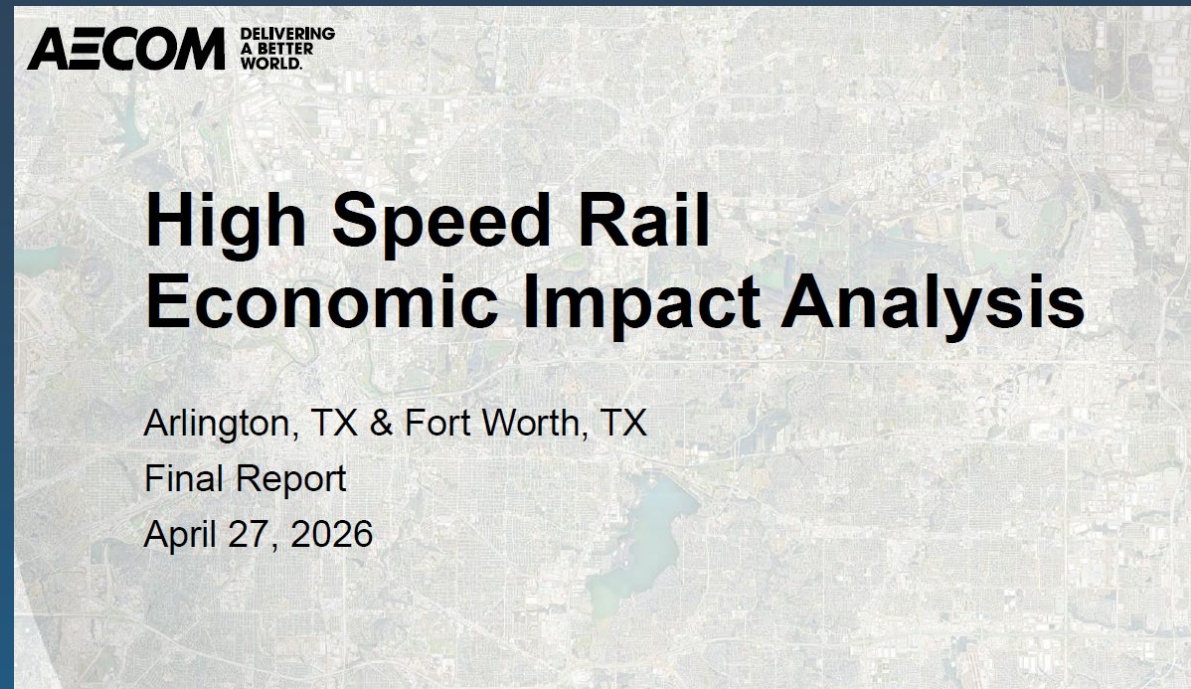 AECOM
DELIVERING
A BETTER
WORLD.
High Speed Rail
Economic Impact Analysis
Arlington, TX & Fort Worth, TX
Final Report
April 27, 2026